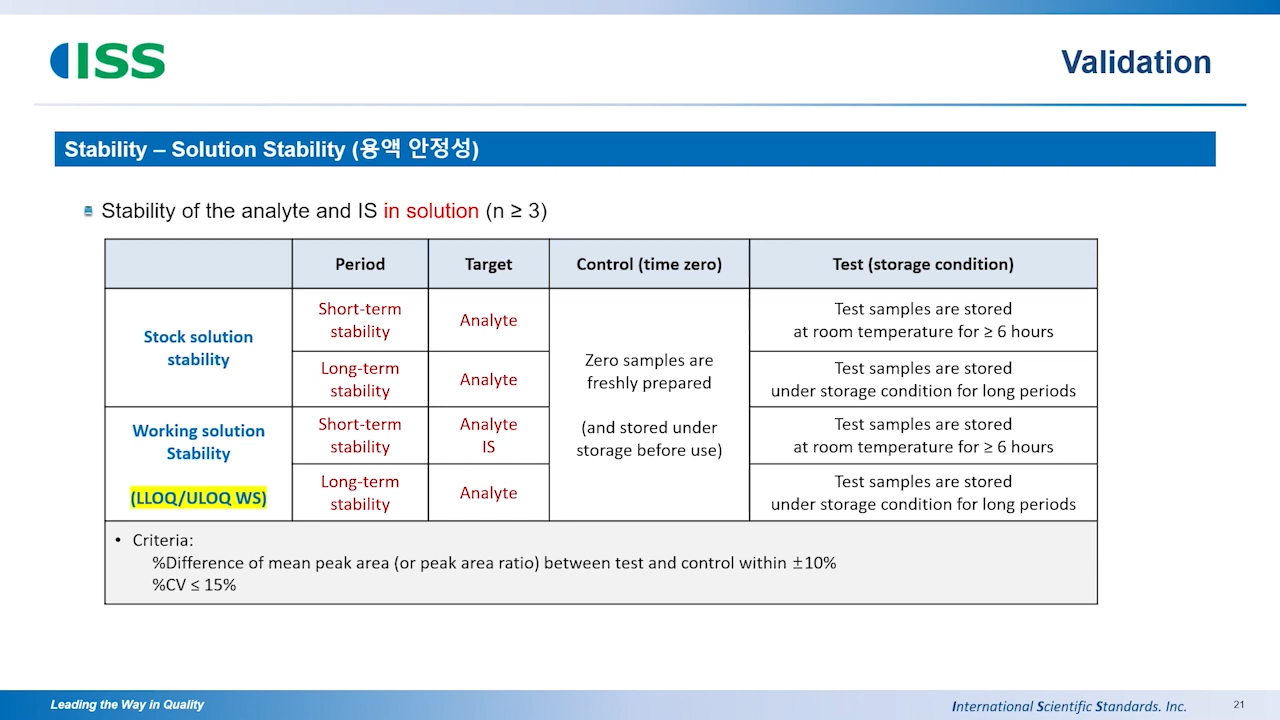 ISS
Validation
Stability – Solution Stability (용액 안정성)
Stability of the analyte and IS in solution (n ≥ 3)
Period
Target
Control (time zero)
Test (storage condition)
Stock solution
stability
Short-term
stability
Analyte
Zero samples are
freshly prepared
(and stored under
storage before use)
Test samples are stored
at room temperature for ≥ 6 hours
Long-term
stability
Analyte
Test samples are stored
under storage condition for long periods
Working solution
Stability
(LLOQ/ULOQ WS)
Short-term
stability
Analyte
IS
Test samples are stored
at room temperature for ≥ 6 hours
Long-term
stability
Analyte
Test samples are stored
under storage condition for long periods
• Criteria:
%Difference of mean peak area (or peak area ratio) between test and control within ±10%
%CV ≤ 15%
Leading the Way in Quality
International Scientific Standards. Inc.
21